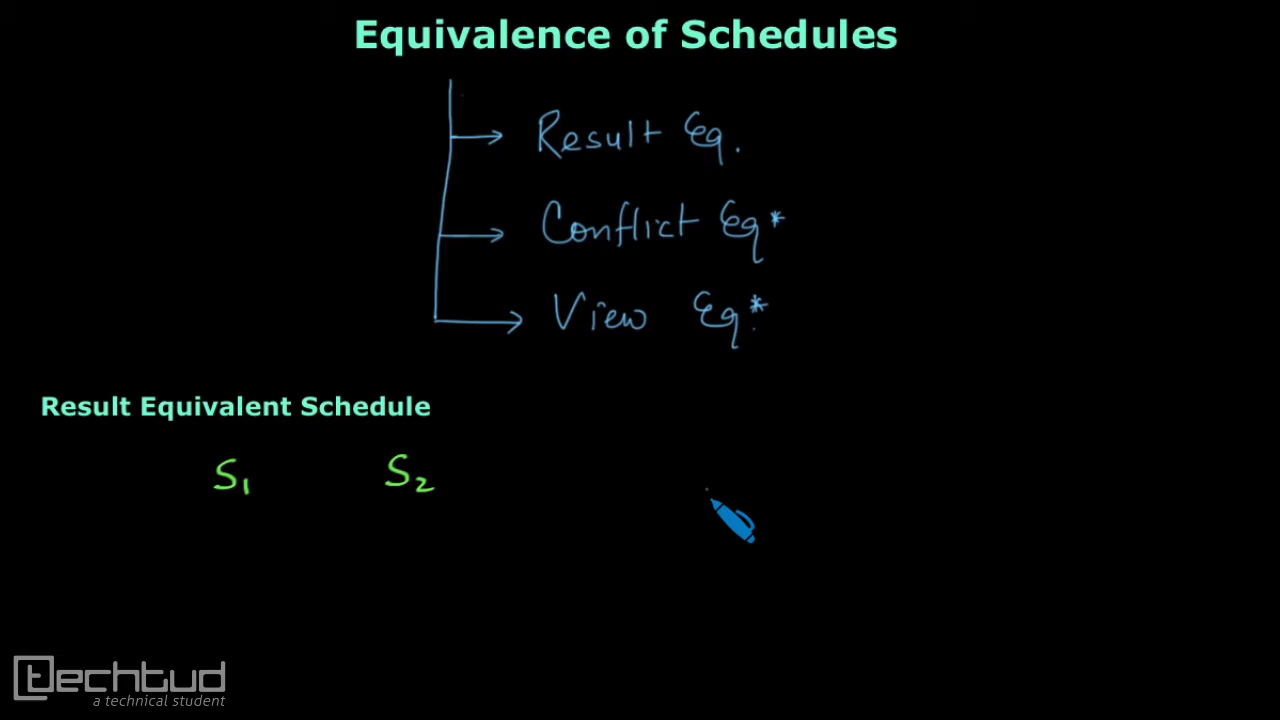 Equivalence of Schedules
Result Eq.
Conflict Eq*
View Eq*
Result Equivalent Schedule
S₁ S₂
techtud
a technical student